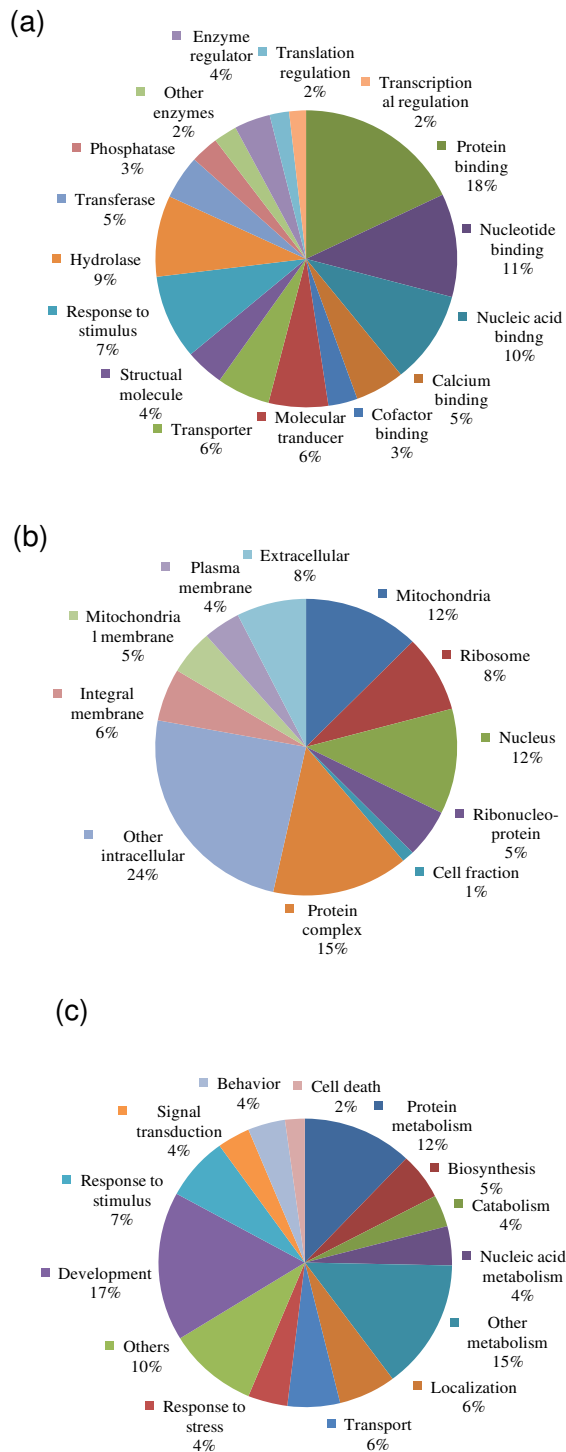 (a)
Enzyme
regulator
4%
Translation
regulation
2%
Transcription
al regulation
2%
Other
enzymes
2%
Protein
binding
18%
Phosphatase
3%
Transferase
5%
Nucleotide
binding
11%
Hydrolase
9%
Response to
stimulus
7%
Nucleic acid
bindng
10%
Structual
molecule
4%
Calcium
binding
5%
Transporter
6%
Molecular
tranducer
6%
Cofactor
binding
3%
(b)
Plasma
membrane
4%
Extracellular
8%
Mitochondria
12%
Mitochondria
l membrane
5%
Ribosome
8%
Integral
membrane
6%
Nucleus
12%
Ribonucleo-
protein
5%
Other
intracellular
24%
Cell fraction
1%
Protein
complex
15%
(c)
Behavior
4%
Cell death
2%
Protein
metabolism
12%
Signal
transduction
4%
Biosynthesis
5%
Response to
stimulus
7%
Catabolism
4%
Development
17%
Nucleic acid
metabolism
4%
Others
10%
Other
metabolism
15%
Response to
stress
4%
Transport
6%
Localization
6%